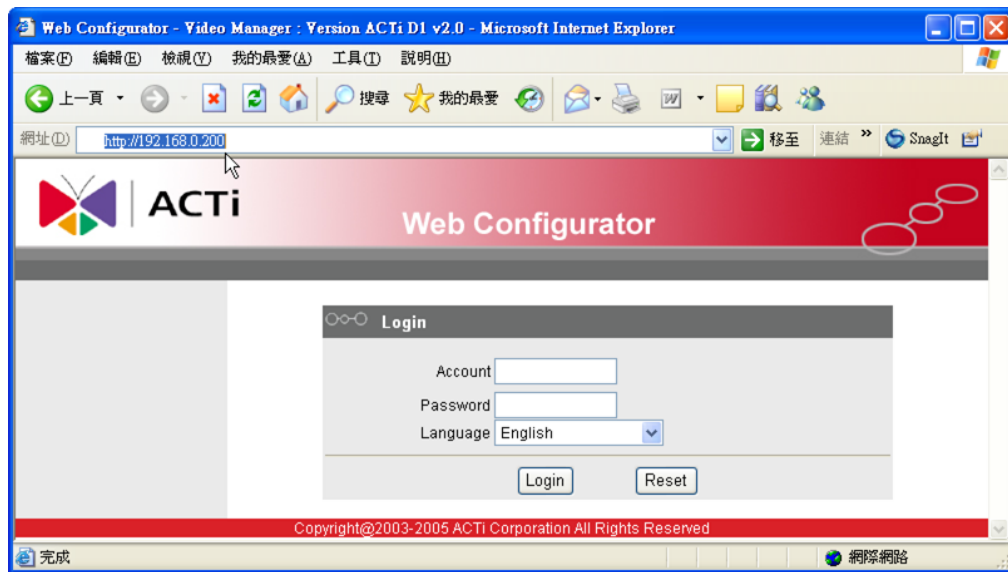 Web Configurator - Video Manager : Version ACTi D1 v2.0 - Microsoft Internet Explorer
檔案(F) 編輯(E) 檢視(V) 我的最愛(A) 工具(T) 說明(H)
上一頁 搜尋 我的最愛 W
網址(D) http://192.168.0.200 移至 連結 » SnagIt
ACTi
Web Configurator
Login
Account
Password
Language English
Login Reset
Copyright@2003-2005 ACTi Corporation All Rights Reserved
完成 網際網路